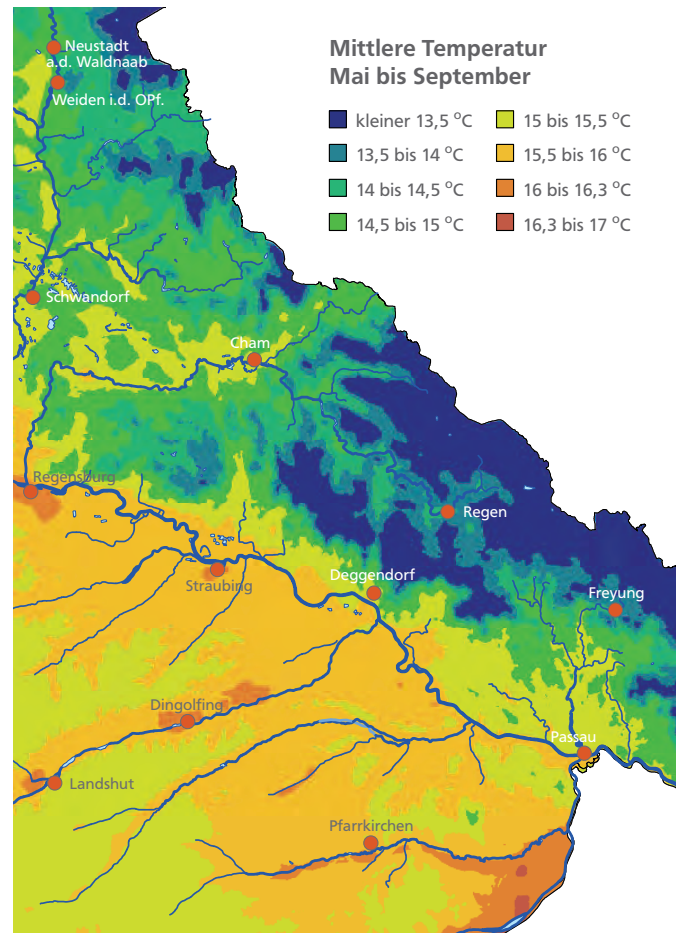 Mittlere Temperatur
Mai bis September
kleiner 13,5 °C
13,5 bis 14 °C
14 bis 14,5 °C
14,5 bis 15 °C
15 bis 15,5 °C
15,5 bis 16 °C
16 bis 16,3 °C
16,3 bis 17 °C
Neustadt
a.d. Waldnaab
Weiden i.d. OPf.
Schwandorf
Cham
Regensburg
Regen
Straubing
Deggendorf
Freyung
Dingolfing
Passau
Landshut
Pfarrkirchen